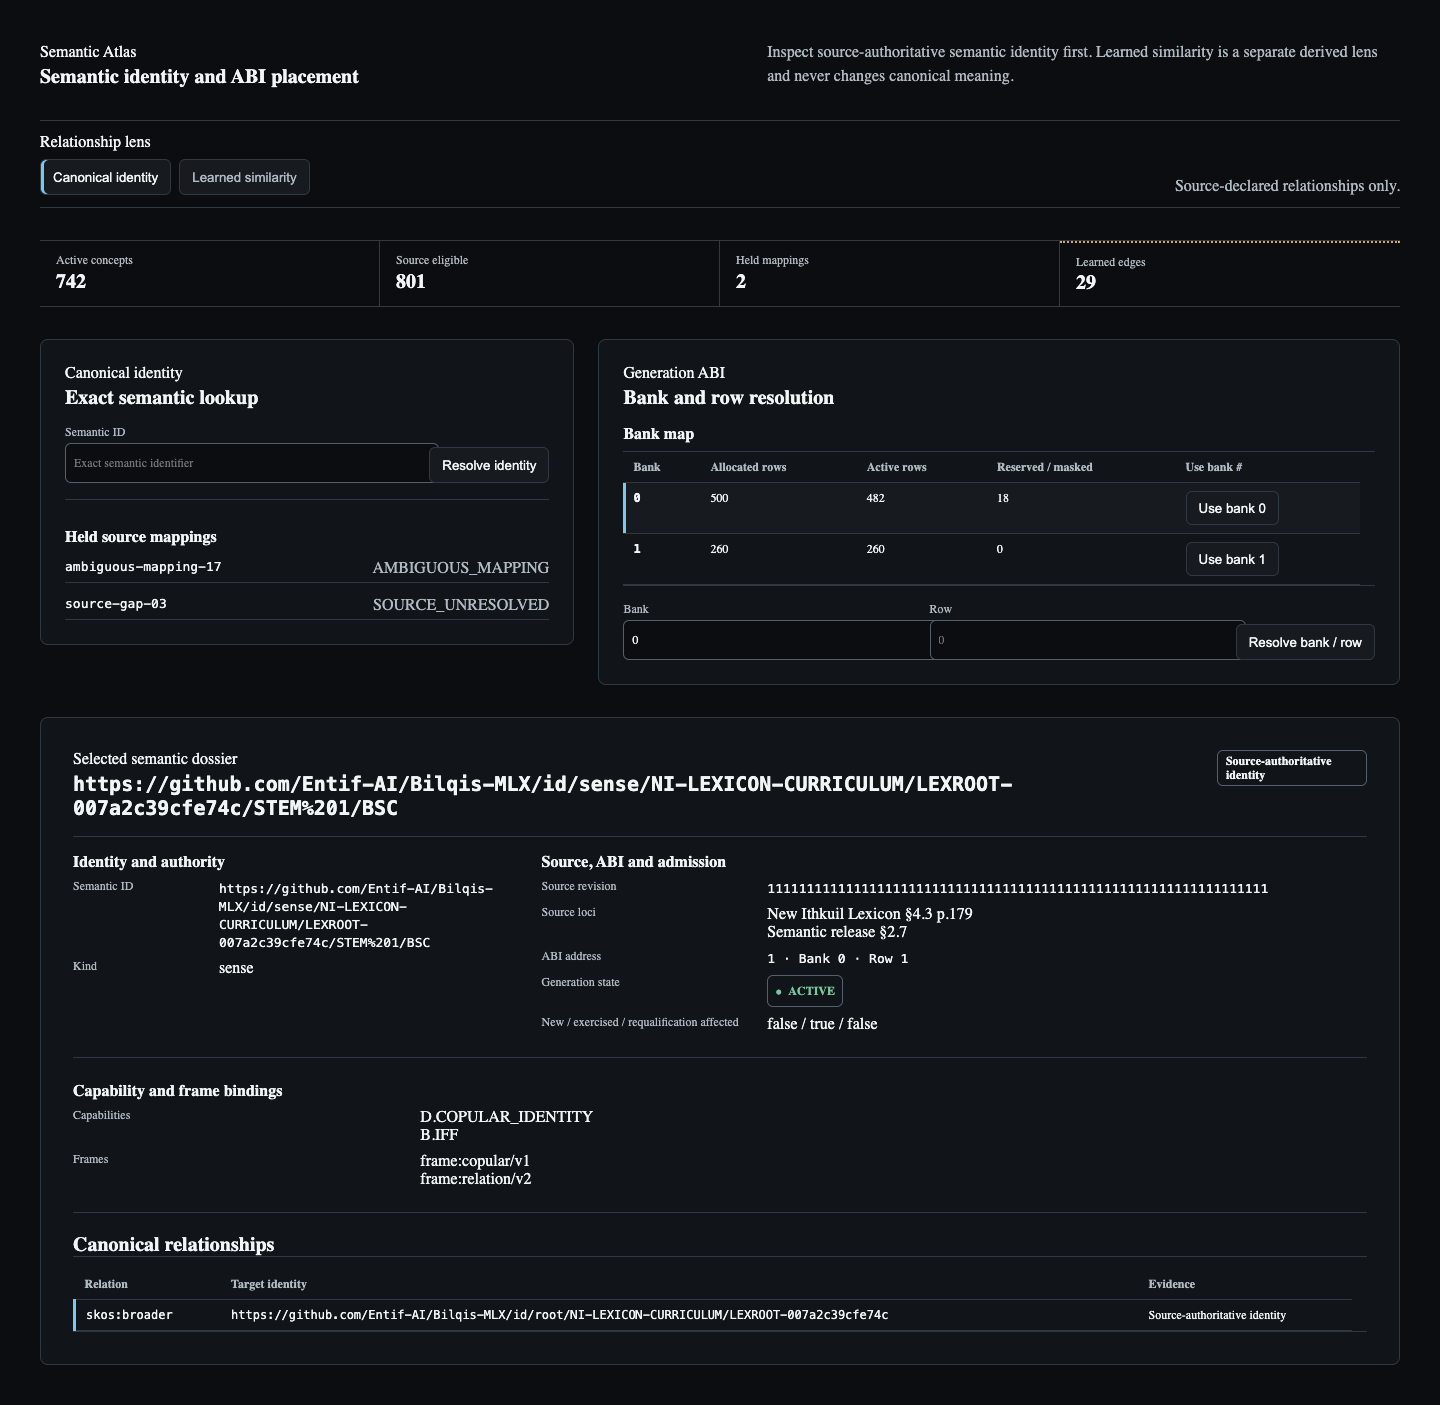 Semantic Atlas
Semantic identity and ABI placement
Inspect source-authoritative semantic identity first. Learned similarity is a separate derived lens
and never changes canonical meaning.
Relationship lens
Canonical identity
Learned similarity
Source-declared relationships only.
Active concepts
742
Source eligible
801
Held mappings
2
Learned edges
29
Canonical identity
Exact semantic lookup
Semantic ID
Exact semantic identifier
Resolve identity
Held source mappings
ambiguous-mapping-17 AMBIGUOUS_MAPPING
source-gap-03 SOURCE_UNRESOLVED
Generation ABI
Bank and row resolution
Bank map
Bank Allocated rows Active rows Reserved / masked Use bank #
0 500 482 18 Use bank 0
1 260 260 0 Use bank 1
Bank Row
0 0 Resolve bank / row
Selected semantic dossier
https://github.com/Entif-AI/Bilqis-MLX/id/sense/NI-LEXICON-CURRICULUM/LEXROOT-
007a2c39cfe74c/STEM%201/BSC
Source-authoritative
identity
Identity and authority
Semantic ID
https://github.com/Entif-AI/Bilqis-
MLX/id/sense/NI-LEXICON-
CURRICULUM/LEXROOT-
007a2c39cfe74c/STEM%201/BSC
Kind sense
Source, ABI and admission
Source revision 1111111111111111111111111111111111111111111111111111111111111111
Source loci New Ithkuil Lexicon §4.3 p.179
Semantic release §2.7
ABI address 1 · Bank 0 · Row 1
Generation state ● ACTIVE
New / exercised / requalification affected false / true / false
Capability and frame bindings
Capabilities D.COPULAR_IDENTITY
B.IFF
Frames frame:copular/v1
frame:relation/v2
Canonical relationships
Relation Target identity Evidence
skos:broader https://github.com/Entif-AI/Bilqis-MLX/id/root/NI-LEXICON-CURRICULUM/LEXROOT-007a2c39cfe74c Source-authoritative identity